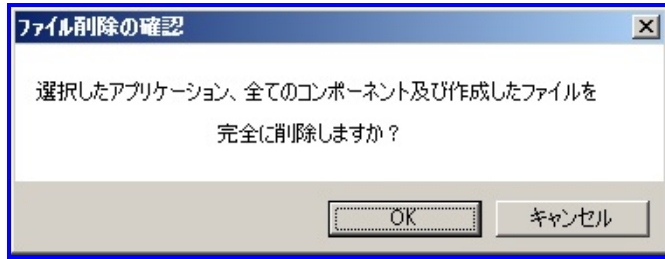 ファイル削除の確認
選択したアプリケーション、全てのコンポーネント及び作成したファイルを
完全に削除しますか？
OK
キャンセル